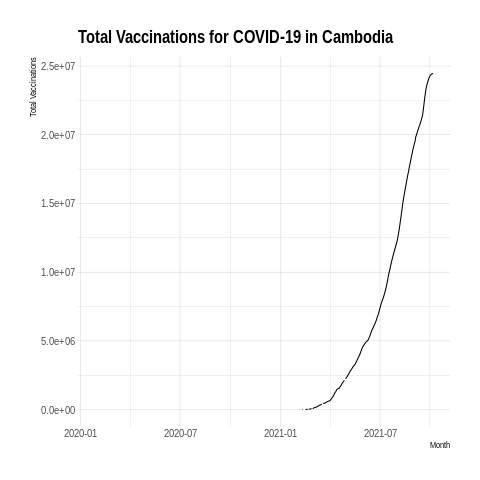 Total Vaccinations for COVID-19 in Cambodia
Total Vaccinations
2.5e+07
2.0e+07
1.5e+07
1.0e+07
5.0e+06
0.0e+00
2020-01 2020-07 2021-01 2021-07
Month